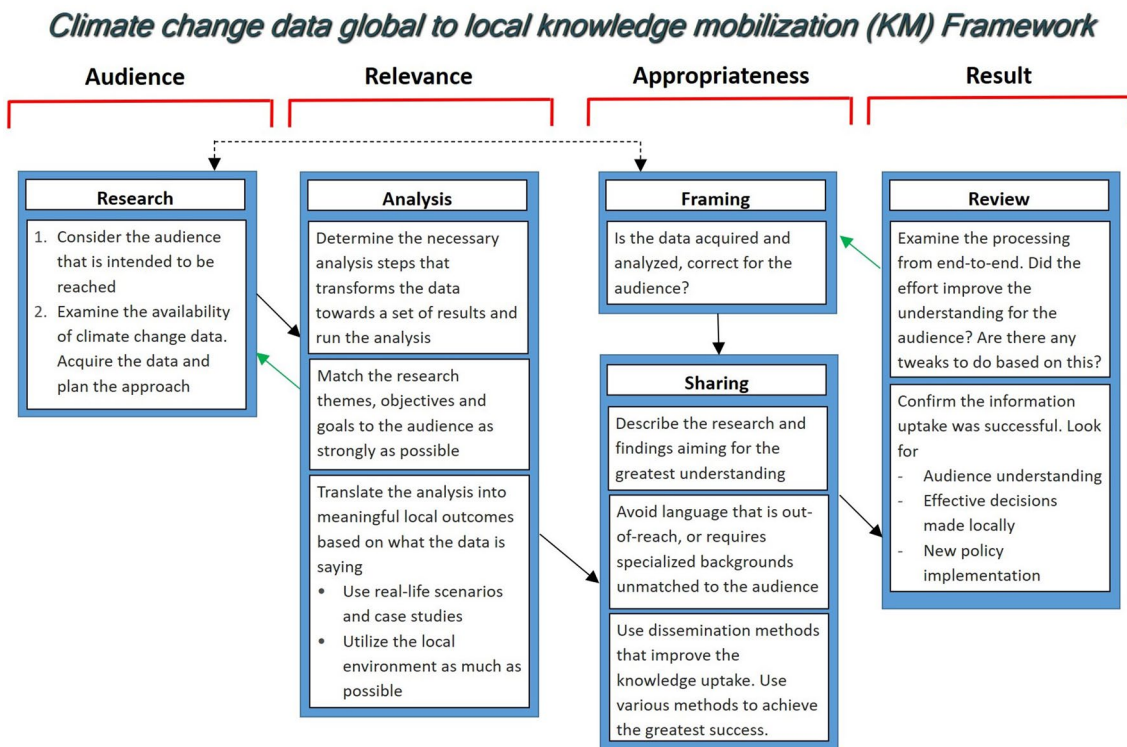 Climate change data global to local knowledge mobilization (KM) Framework
Audience
Relevance
Appropriateness
Result
Research
1. Consider the audience
that is intended to be
reached
2. Examine the availability
of climate change data.
Acquire the data and
plan the approach
Analysis
Determine the necessary
analysis steps that
transforms the data
towards a set of results and
run the analysis
Match the research
themes, objectives and
goals to the audience as
strongly as possible
Translate the analysis into
meaningful local outcomes
based on what the data is
saying
• Use real-life scenarios
and case studies
• Utilize the local
environment as much as
possible
Framing
Is the data acquired and
analyzed, correct for the
audience?
Sharing
Describe the research and
findings aiming for the
greatest understanding
Avoid language that is out-
of-reach, or requires
specialized backgrounds
unmatched to the audience
Use dissemination methods
that improve the
knowledge uptake. Use
various methods to achieve
the greatest success.
Review
Examine the processing
from end-to-end. Did the
effort improve the
understanding for the
audience? Are there any
tweaks to do based on this?
Confirm the information
uptake was successful. Look
for
- Audience understanding
- Effective decisions
made locally
- New policy
implementation